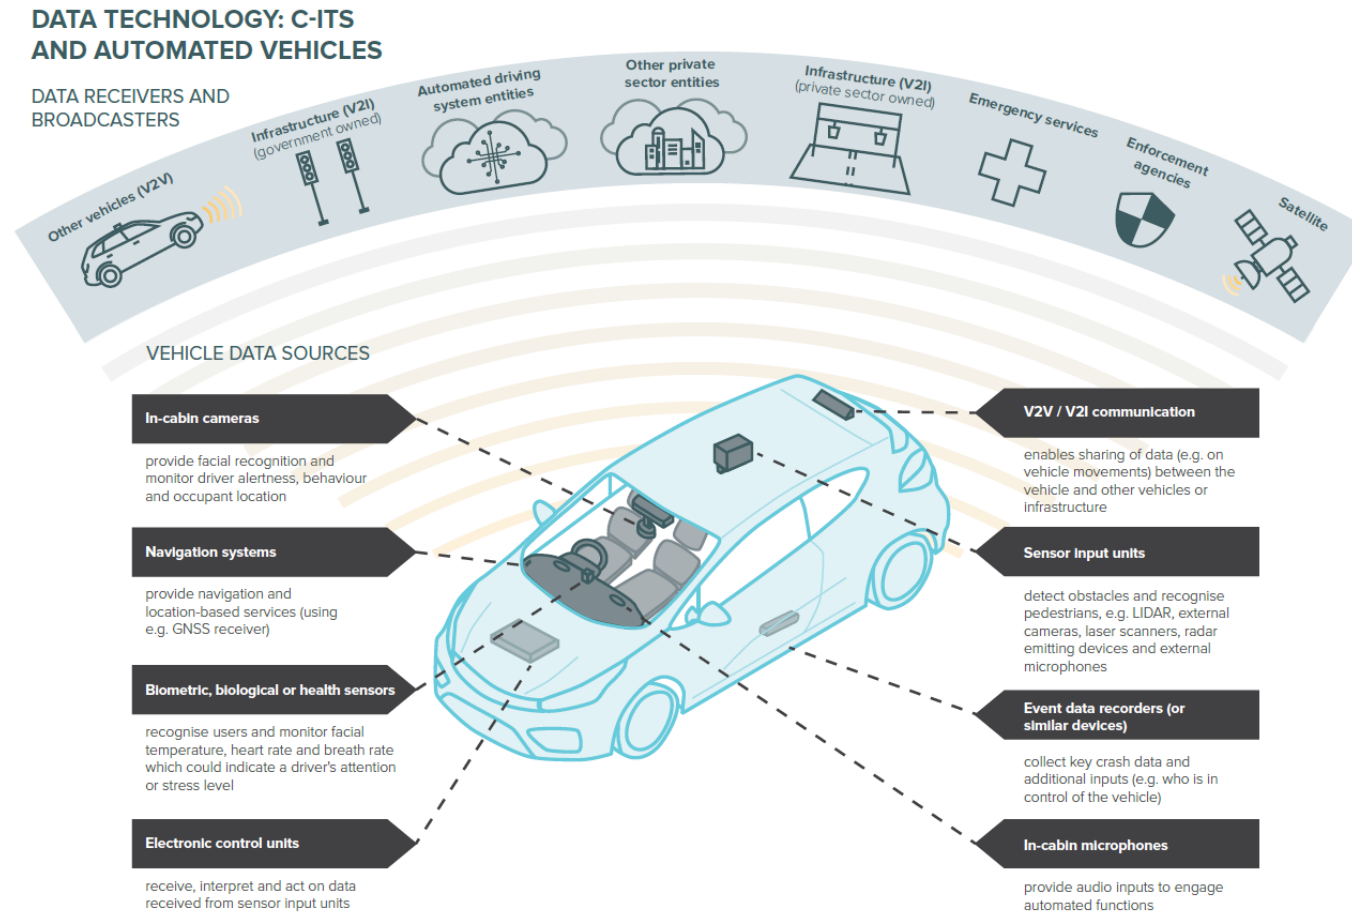 DATA TECHNOLOGY: C-ITS
AND AUTOMATED VEHICLES
DATA RECEIVERS AND
BROADCASTERS
Other vehicles (V2V)
Infrastructure (V2I)
(government owned)
Automated driving
system entities
Other private
sector entities
Infrastructure (V2I)
(private sector owned)
Emergency services
Enforcement
agencies
Satellite
VEHICLE DATA SOURCES
In-cabin cameras
provide facial recognition and
monitor driver alertness, behaviour
and occupant location
Navigation systems
provide navigation and
location-based services (using
e.g. GNSS receiver)
Biometric, biological or health sensors
recognise users and monitor facial
temperature, heart rate and breath rate
which could indicate a driver's attention
or stress level
Electronic control units
receive, interpret and act on data
received from sensor input units
V2V / V2I communication
enables sharing of data (e.g. on
vehicle movements) between the
vehicle and other vehicles or
infrastructure
Sensor input units
detect obstacles and recognise
pedestrians, e.g. LIDAR, external
cameras, laser scanners, radar
emitting devices and external
microphones
Event data recorders (or
similar devices)
collect key crash data and
additional inputs (e.g. who is in
control of the vehicle)
In-cabin microphones
provide audio inputs to engage
automated functions